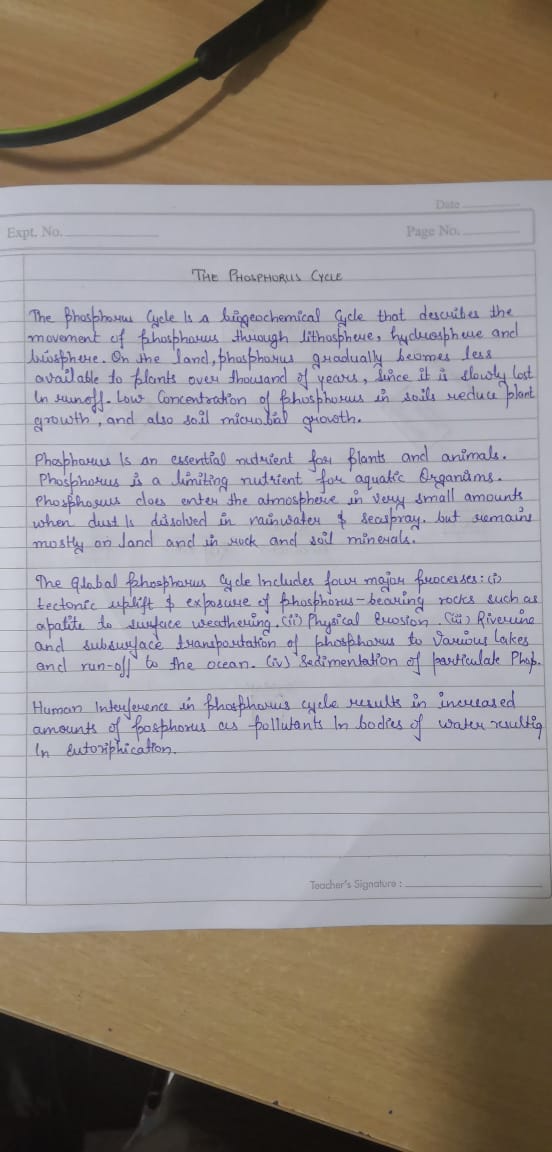 Date
Expt. No.
Page No.
THE PHOSPHORUS CYCLE
The Phosphorus Cycle Is a biogeochemical Cycle that describes the
movement of phosphorus through lithosphere, hydrosphere and
biosphere. On the land, phosphorus gradually becomes less
available to plants over thousand of years, since it is slowly lost
In runoff. Low Concentration of phosphorus in soils reduce plant
growth, and also soil microbial growth.
Phosphorus Is an essential nutrient for plants and animals.
Phosphorus is a limiting nutrient for aquatic Organisms.
Phosphorus does enter the atmosphere in very small amounts
when dust Is dissolved in rainwater & seaspray. but remains
mostly on land and in rock and soil minerals.
The Global phosphorus Cycle Includes four major processes: (i)
tectonic uplift & exposure of phosphorus-bearing rocks such as
apatite to surface weathering. (ii) Physical Erosion. (iii) Riverine
and subsurface transportation of phosphorus to Various Lakes
and run-off to the ocean. (iv) Sedimentation of particulate Phop.
Human Interference in phosphorus cycle results in increased
amounts of fosphorus as pollutants In bodies of water resulting
In Eutoriphication.
Teacher's Signature :